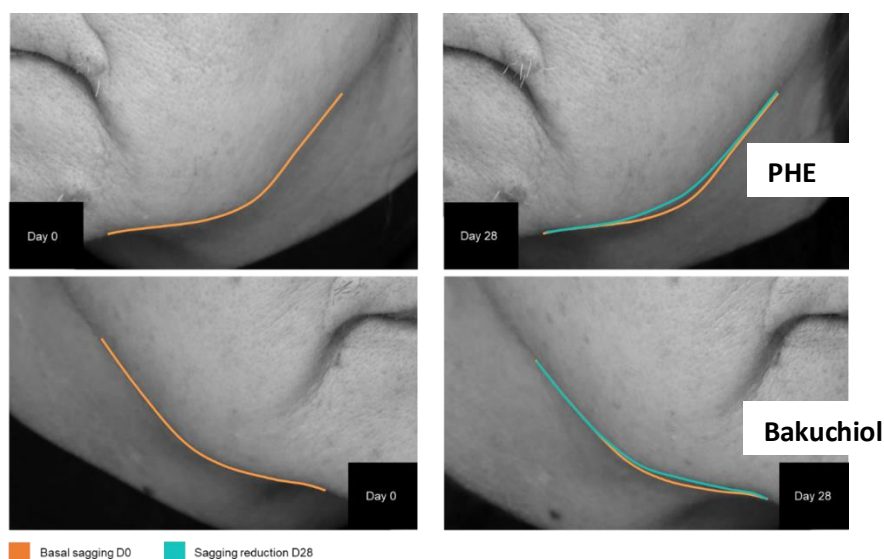 Day 0
Day 28
PHE
Day 0
Day 28
Bakuchiol
Basal sagging D0
Sagging reduction D28